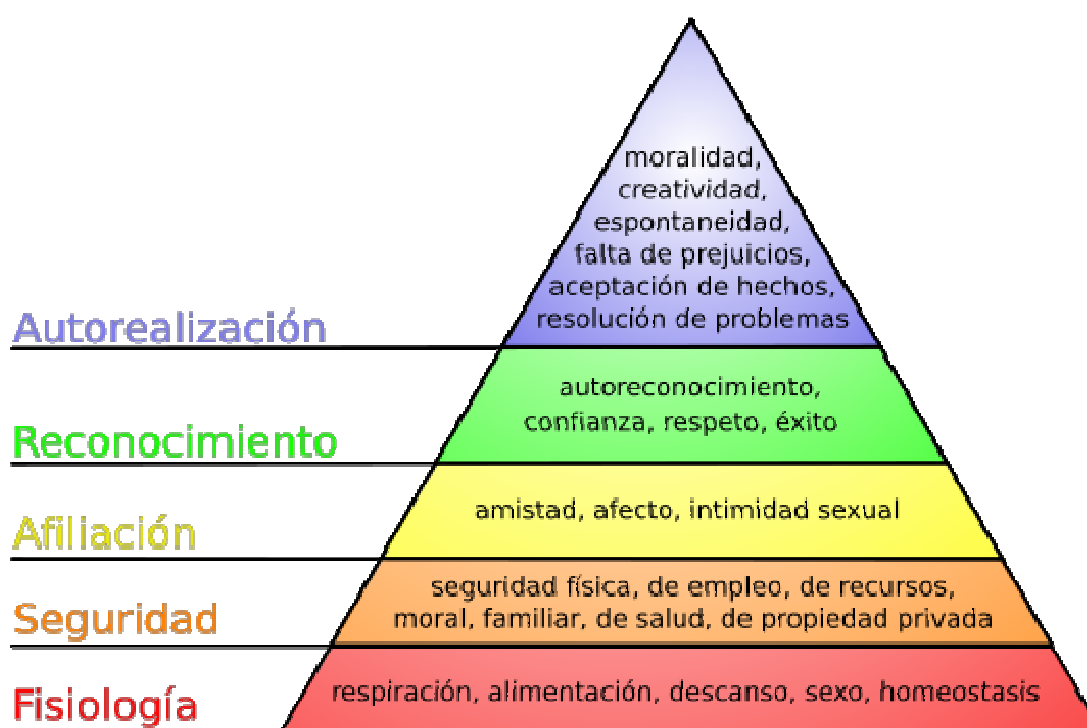 moralidad,
creatividad,
espontaneidad,
falta de prejuicios,
aceptación de hechos,
resolución de problemas
Autorealización
autoreconocimiento,
confianza, respeto, éxito
Reconocimiento
amistad, afecto, intimidad sexual
Afiliación
seguridad física, de empleo, de recursos,
moral, familiar, de salud, de propiedad privada
Seguridad
respiración, alimentación, descanso, sexo, homeostasis
Fisiología